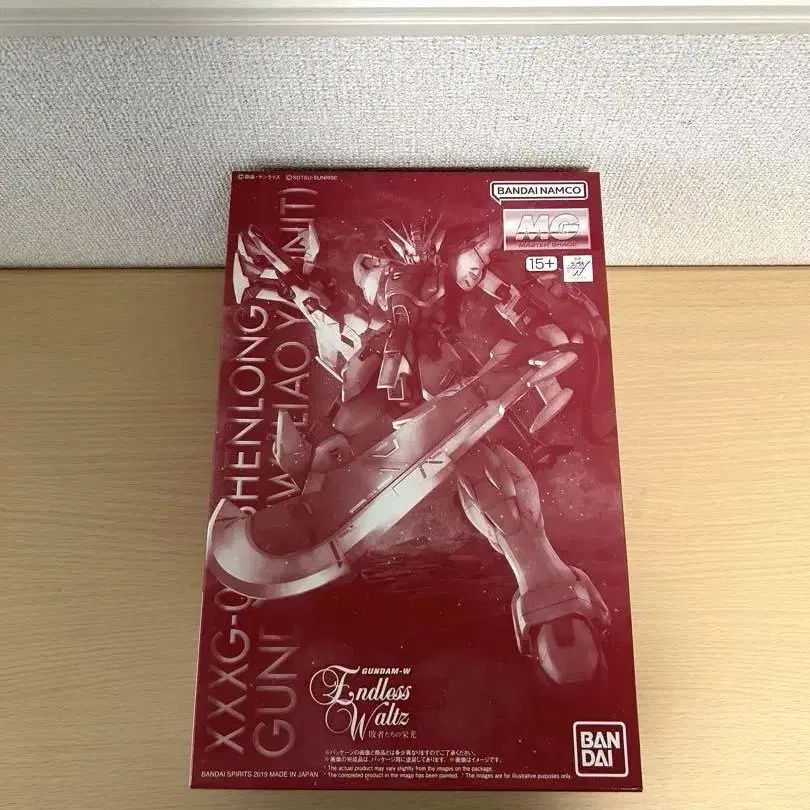 ©創通・サンライズ ©SOTSU・SUNRISE
BANDAI NAMCO
MG
MASTER GRADE
15+
XXXG-0 SHENLONG
GUN LIAO Y UNIT)
GUNDAM-W
Endless
Waltz
敗者たちの栄光
※パッケージの画像と商品とは多少異なりますのでご了承ください。
※画像の完成品は、パッケージ用に塗装してあります。 ※画像はイメージです。
* The actual product may vary slightly from the images on the package.
* The completed product in the image has been painted. * The images are for illustrative purposes only.
BANDAI SPIRITS 2019 MADE IN JAPAN
BAN
DAI